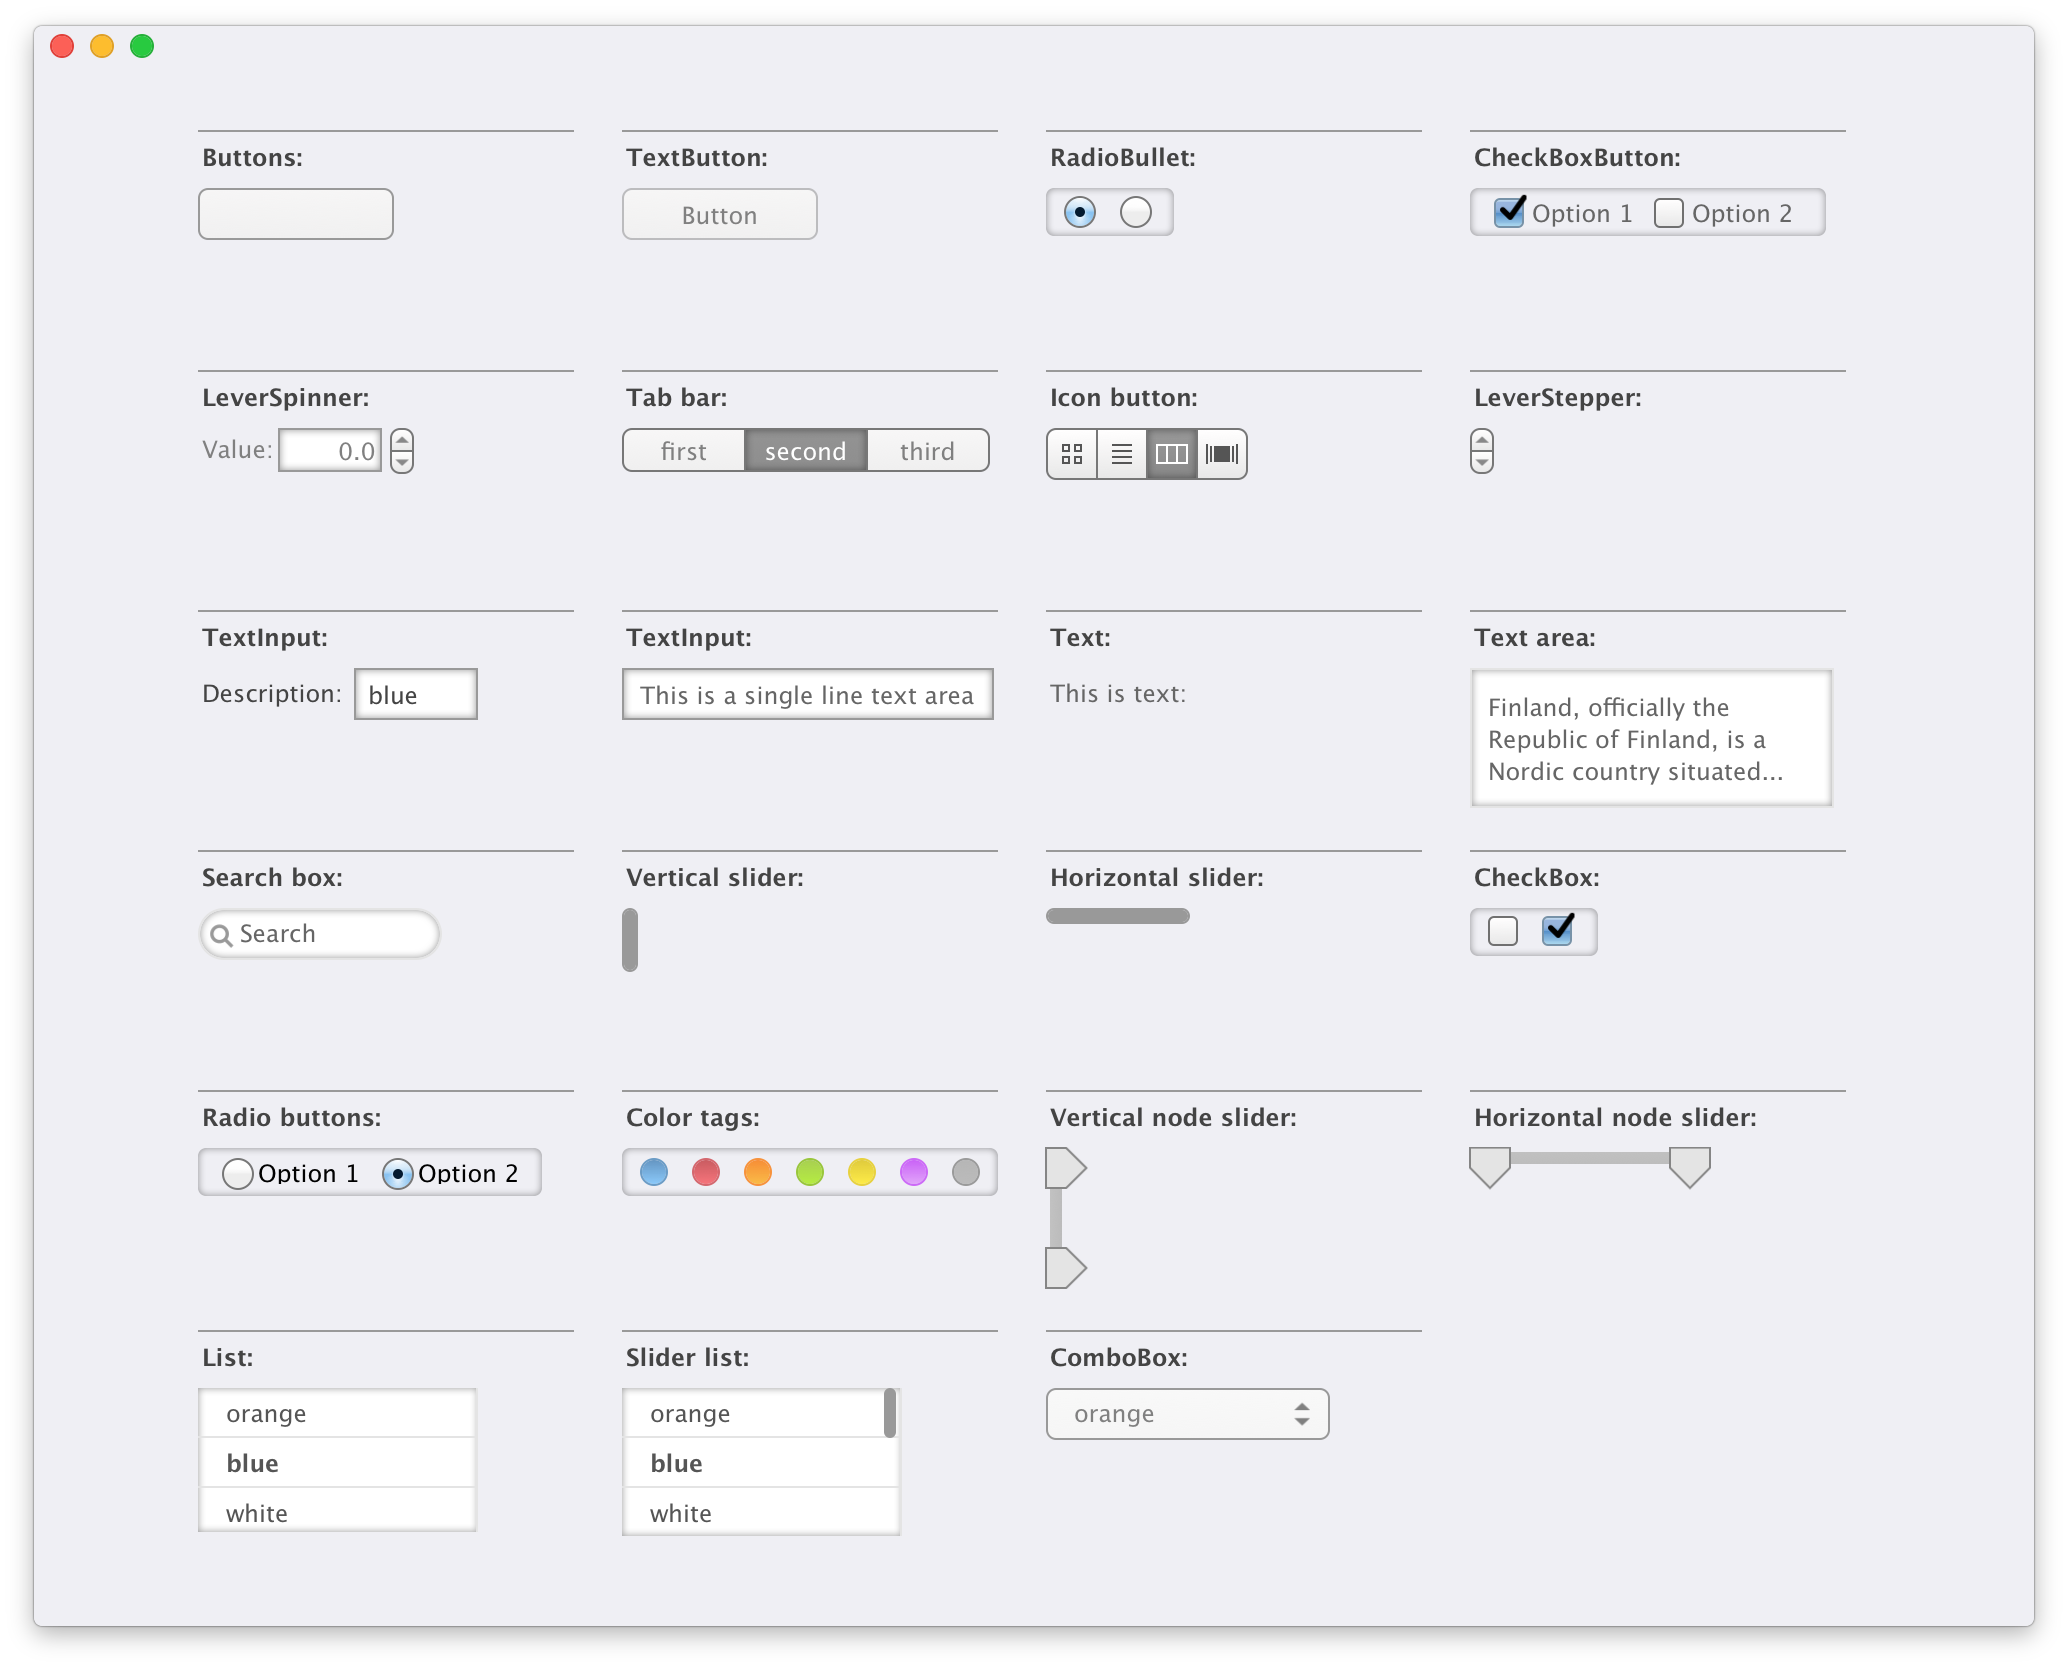 Buttons:
TextButton:
Button
RadioBullet:
CheckBoxButton:
Option 1 Option 2
LeverSpinner:
Value: 0.0
Tab bar:
first second third
Icon button:
LeverStepper:
TextInput:
Description: blue
TextInput:
This is a single line text area
Text:
This is text:
Text area:
Finland, officially the
Republic of Finland, is a
Nordic country situated...
Search box:
Search
Vertical slider:
Horizontal slider:
CheckBox:
Radio buttons:
Option 1 Option 2
Color tags:
Vertical node slider:
Horizontal node slider:
List:
orange
blue
white
Slider list:
orange
blue
white
ComboBox:
orange